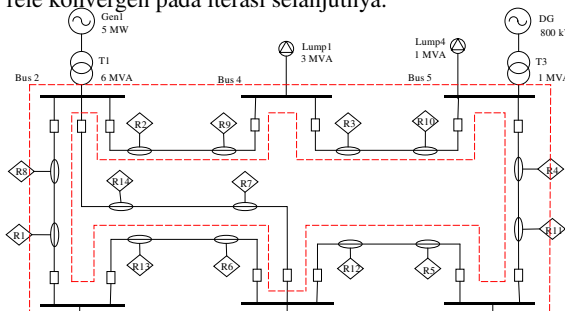 rele konvergen pada iterasi selanjutnya.
Gen1
5 MW
DG
Lump1
3 MVA
Lump4
1 MVA
T1
6 MVA
T3
1 MVA
Bus 2
Bus 4
Bus 5
R2
R9
R3
R10
R8
R14
R7
R4
R1
R11
R13
R6
R12
R5